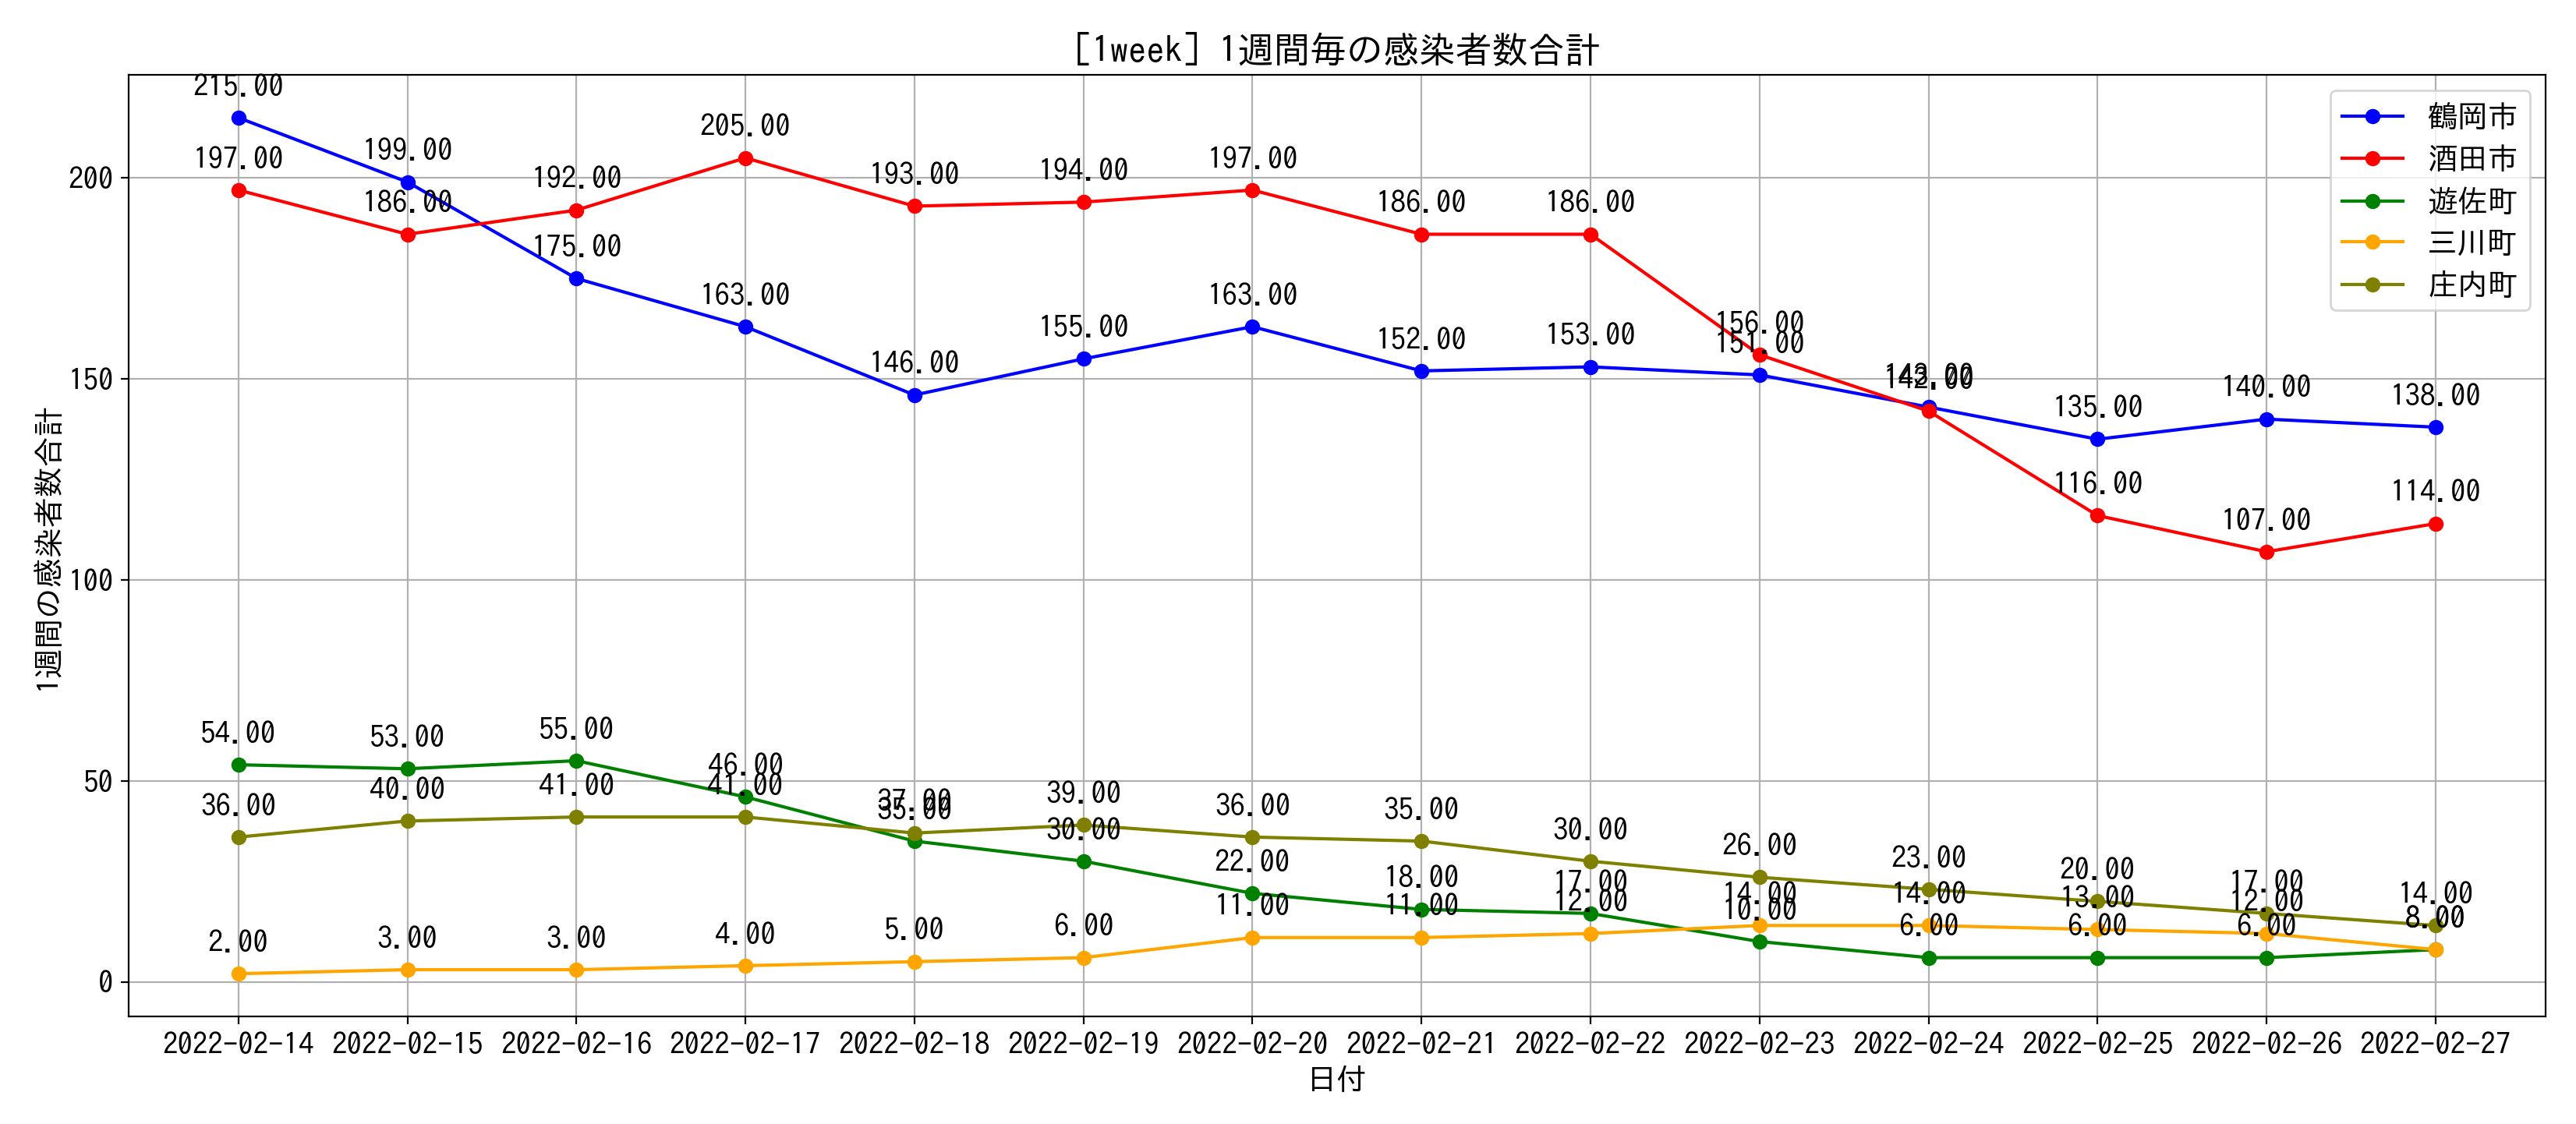 [1week] 1週間毎の感染者数合計
1週間の感染者数合計
200
150
100
50
0
鶴岡市
酒田市
遊佐町
三川町
庄内町
215.00 199.00 175.00 163.00 146.00 155.00 163.00 152.00 153.00 151.00 143.00 135.00 140.00 138.00
197.00 186.00 192.00 205.00 193.00 194.00 197.00 186.00 186.00 156.00 142.00 116.00 107.00 114.00
54.00 53.00 55.00 46.00 35.00 30.00 22.00 18.00 17.00 10.00 6.00 6.00 6.00 8.00
2.00 3.00 3.00 4.00 5.00 6.00 11.00 11.00 12.00 14.00 14.00 13.00 12.00 8.00
36.00 40.00 41.00 41.00 37.00 39.00 36.00 35.00 30.00 26.00 23.00 20.00 17.00 14.00
2022-02-14 2022-02-15 2022-02-16 2022-02-17 2022-02-18 2022-02-19 2022-02-20 2022-02-21 2022-02-22 2022-02-23 2022-02-24 2022-02-25 2022-02-26 2022-02-27
日付